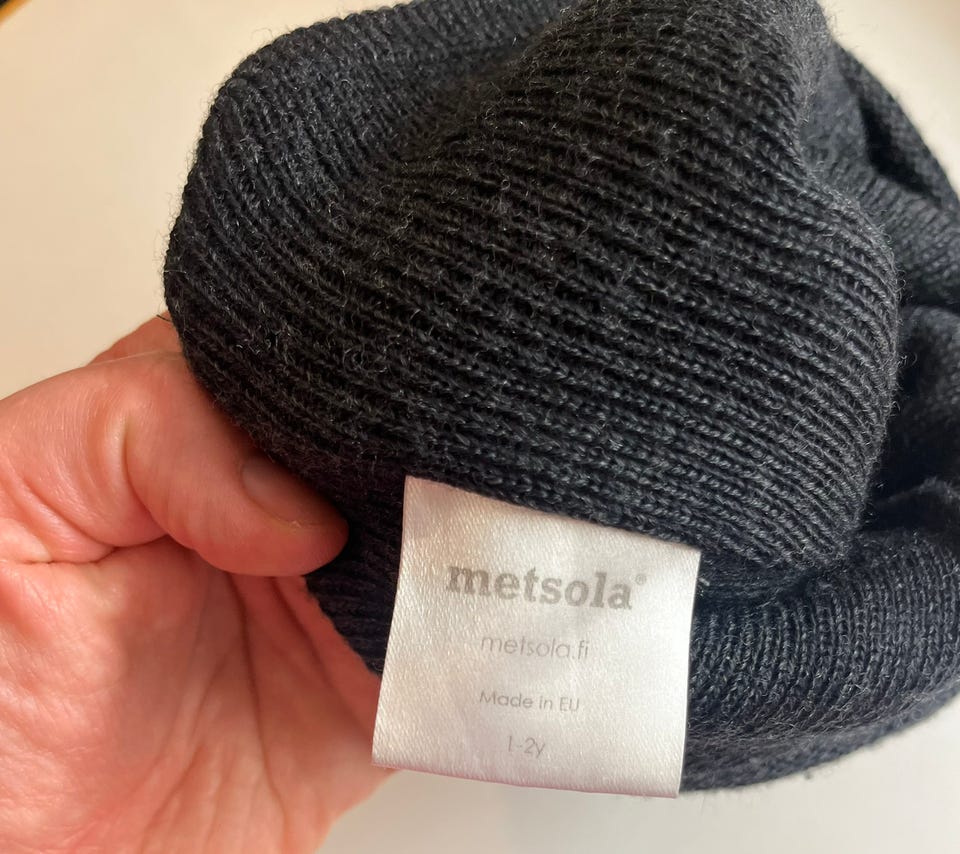 metsola®
metsola.fi
Made in EU
1-2y